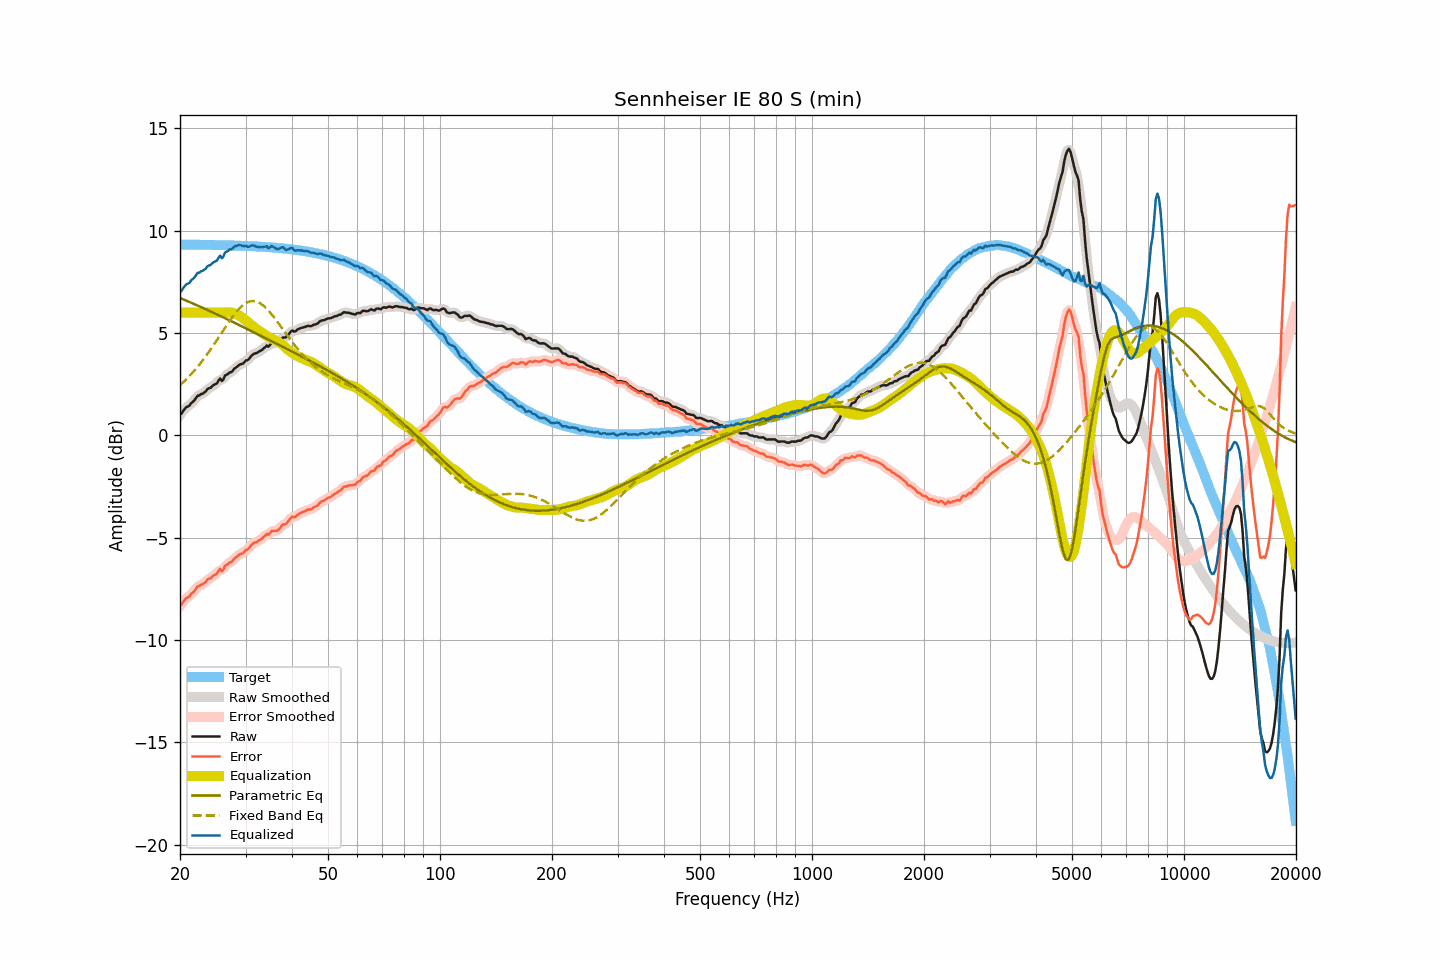 Sennheiser IE 80 S (min)
15
10
5
0
−5
−10
−15
−20
Amplitude (dBr)
Target
Raw Smoothed
Error Smoothed
Raw
Error
Equalization
Parametric Eq
Fixed Band Eq
Equalized
20 50 100 200 500 1000 2000 5000 10000 20000
Frequency (Hz)